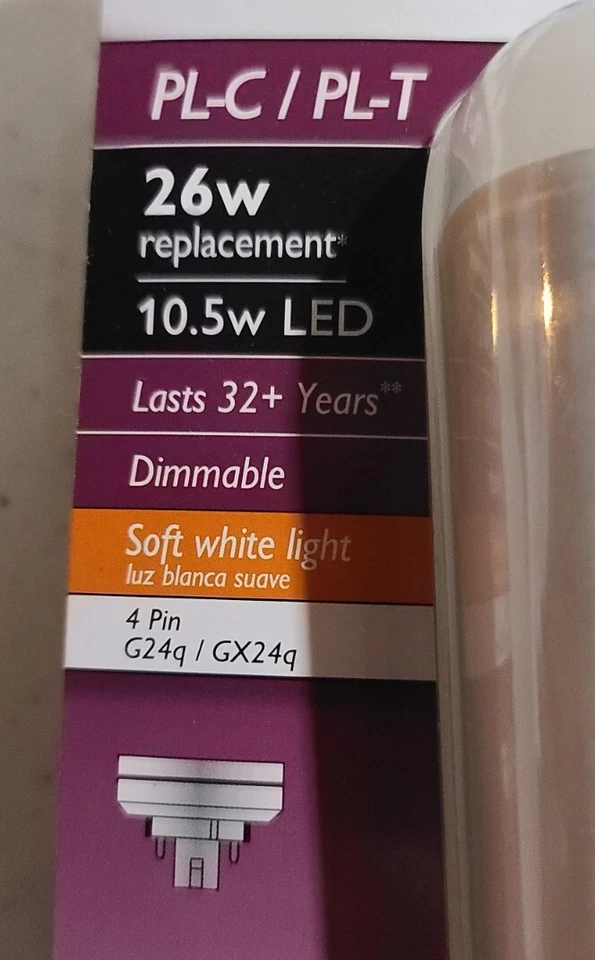 PL-C / PL-T
26w
replacement*
10.5w LED
Lasts 32+ Years**
Dimmable
Soft white light
luz blanca suave
4 Pin
G24q / GX24q